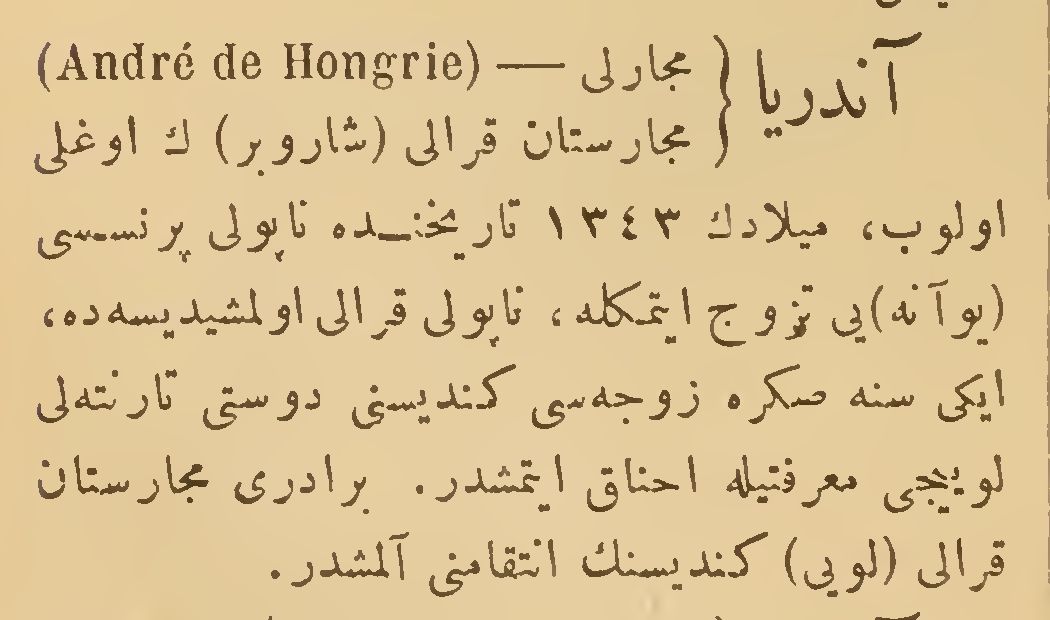 آندريا { مجارلى — (André de Hongrie)
مجارستان قرالى (شاروبر) ك اوغلى
اولوب، ميلادك ١٣٤٣ تاريخنــده ناپولى پرنسسى
(يوآنه)يى تزوج ايتمكله، ناپولى قرالى اولمشيديسه‌ده،
ايكى سنه صكره زوجه‌سى كنديسنى دوستى تارنته‌لى
لويجى معرفتيله احناق ايتمشدر. برادرى مجارستان
قرالى (لويى) كنديسنك انتقامنى آلمشدر.